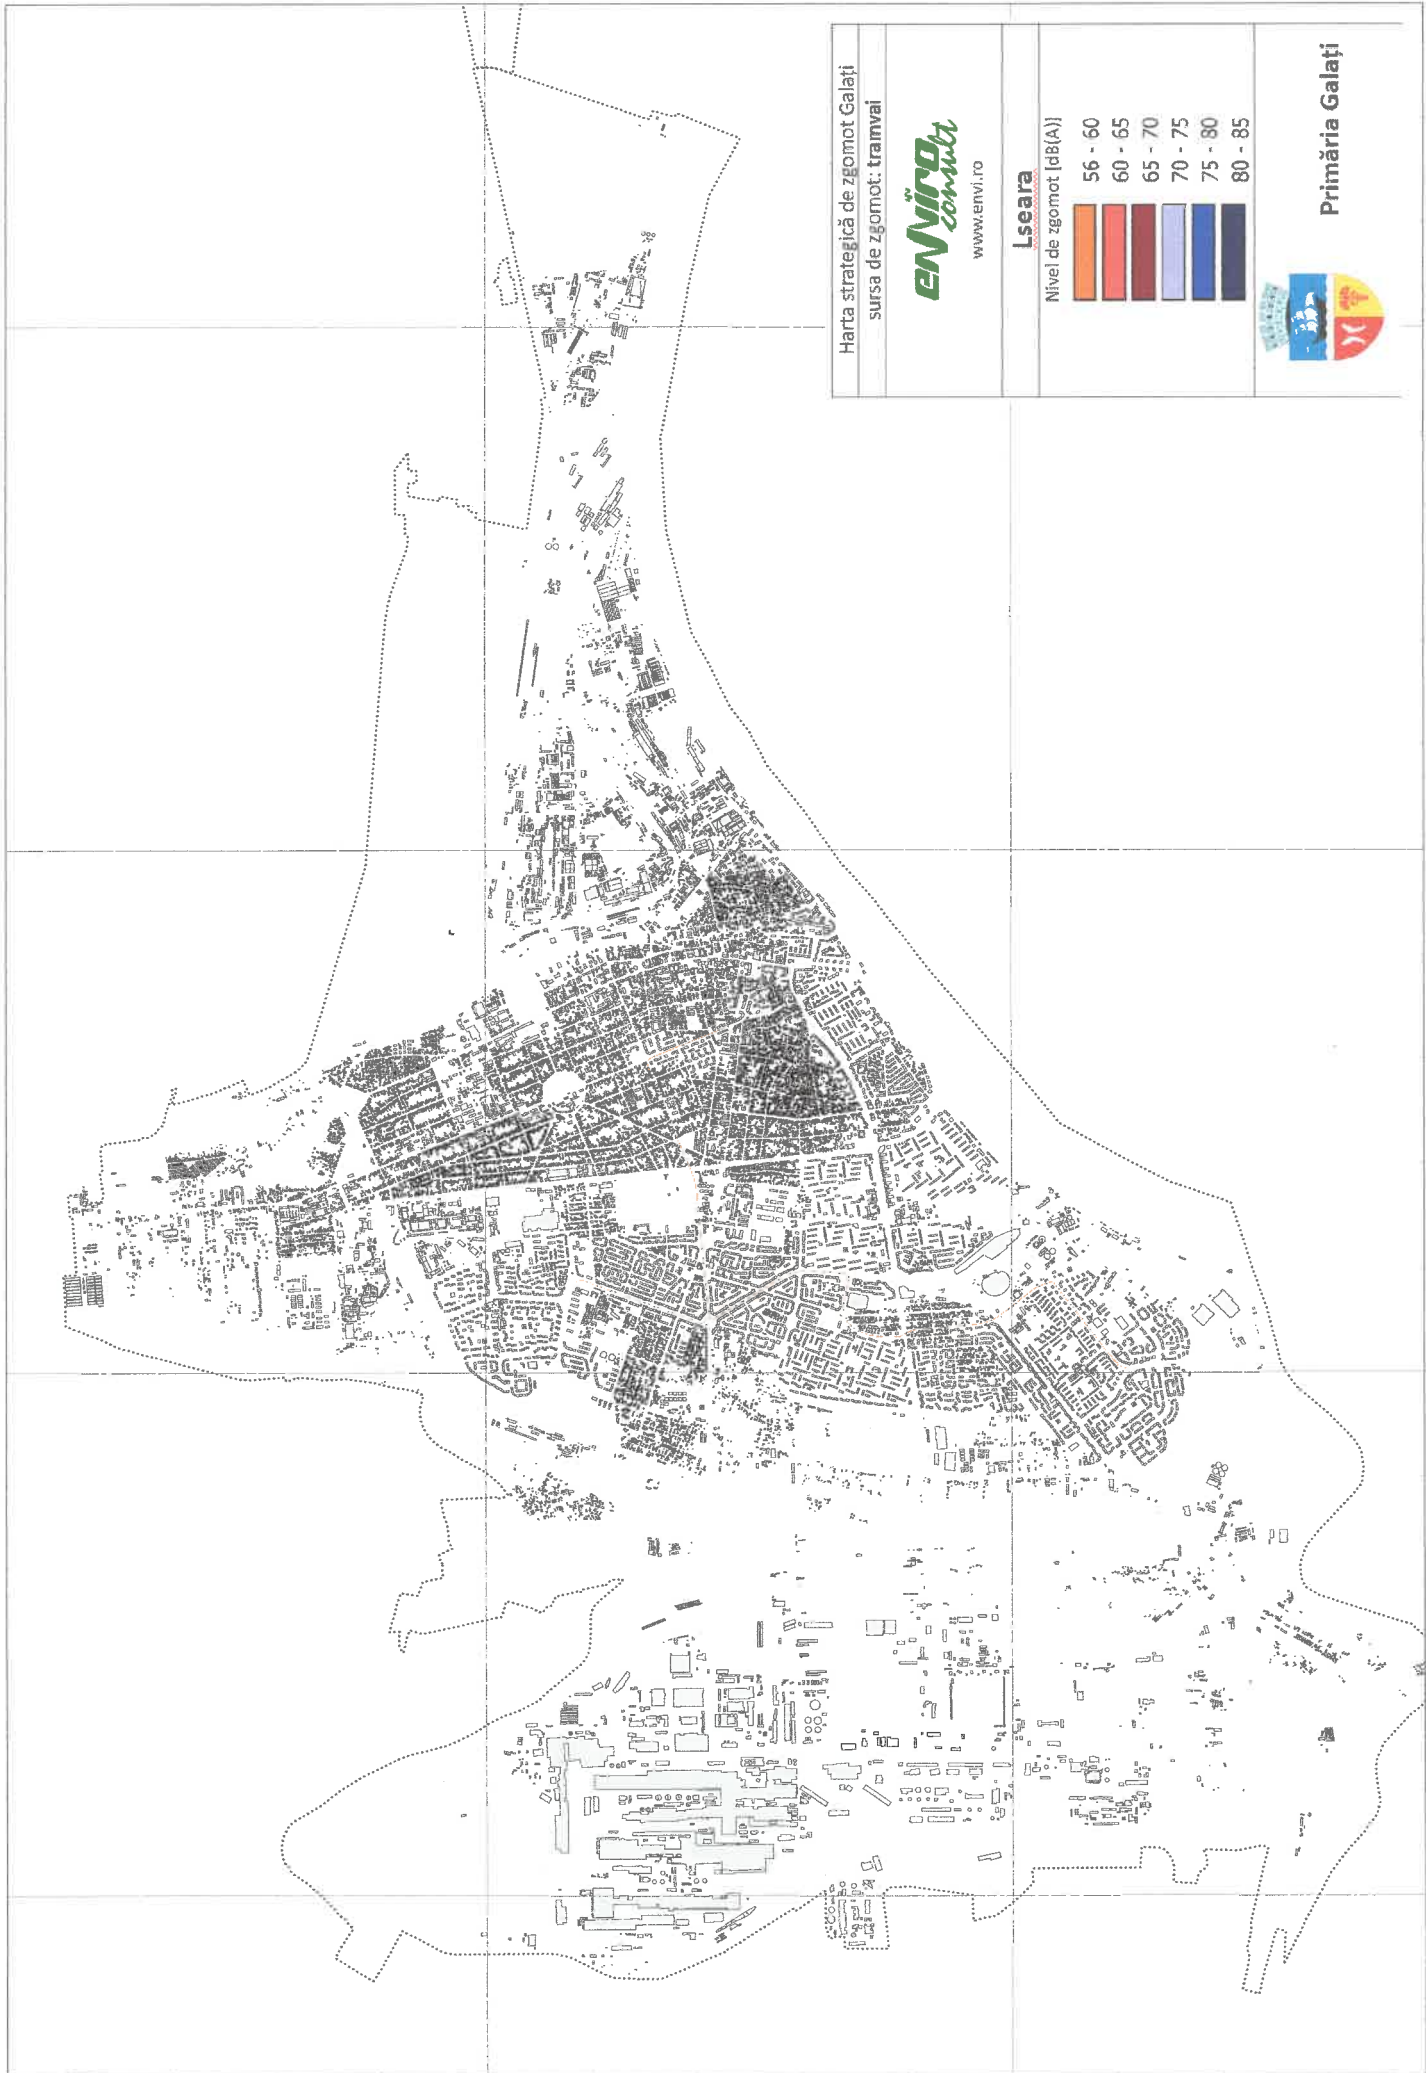 Harta strategică de zgomot Galați
sursa de zgomot: tramvai
enviro
consult
www.envi.ro
Lseara
Nivel de zgomot [dB(A)]
56 - 60
60 - 65
65 - 70
70 - 75
75 - 80
80 - 85
Primăria Galați